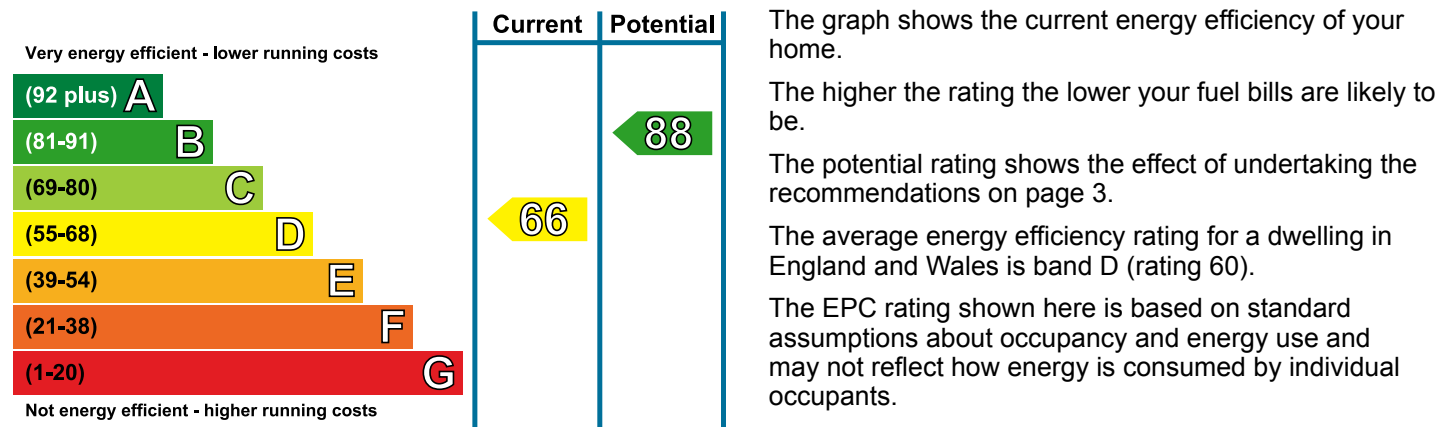 Current Potential
Very energy efficient - lower running costs
(92 plus) A
(81-91) B
88
(69-80) C
(55-68) D
66
(39-54) E
(21-38) F
(1-20) G
Not energy efficient - higher running costs
The graph shows the current energy efficiency of your
home.
The higher the rating the lower your fuel bills are likely to
be.
The potential rating shows the effect of undertaking the
recommendations on page 3.
The average energy efficiency rating for a dwelling in
England and Wales is band D (rating 60).
The EPC rating shown here is based on standard
assumptions about occupancy and energy use and
may not reflect how energy is consumed by individual
occupants.